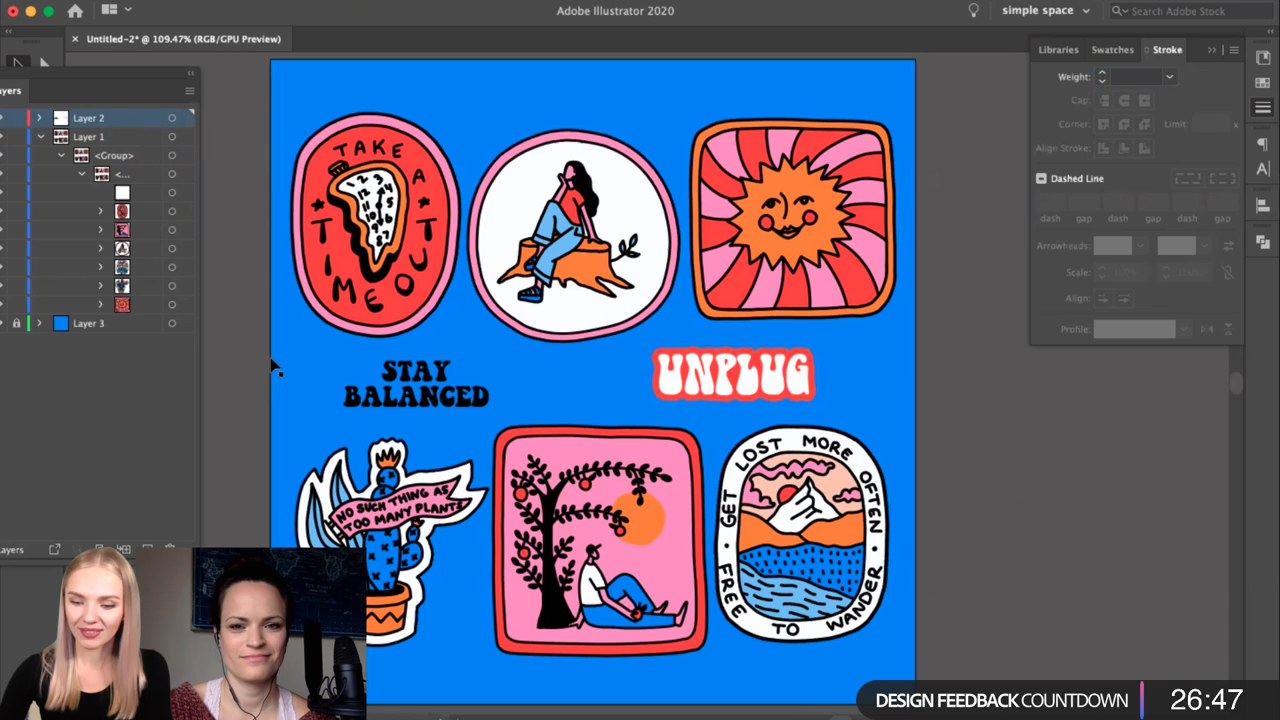 Adobe Illustrator 2020
simple space
Search Adobe Stock
Untitled-2* @ 109.47% (RGB/GPU Preview)
Libraries
Swatches
Stroke
Weight:
Cap:
Corner:
Limit:
x
Align Stroke:
Dashed Line
dash gap dash gap dash gap
Arrowheads:
Scale:
Align:
Profile:
ayers
Layer 2
Layer 1
<Group>
<...
Layer 3
ayers
TAKE
A
TIME
OUT
STAY
BALANCED
UNPLUG
NO SUCH THING AS
TOO MANY PLANTS
GET LOST MORE OFTEN
FREE TO WANDER
DESIGN FEEDBACK COUNTDOWN
26:47